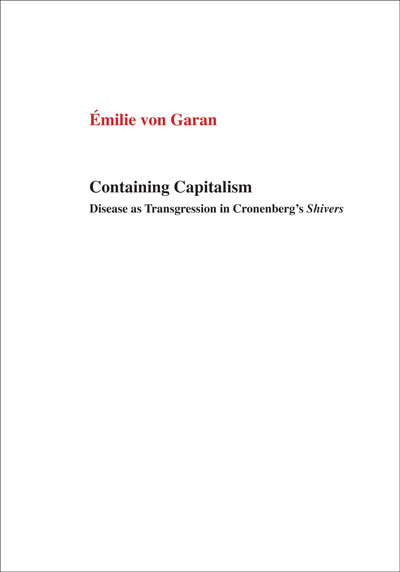 Émilie von Garan
Containing Capitalism
Disease as Transgression in Cronenberg’s Shivers